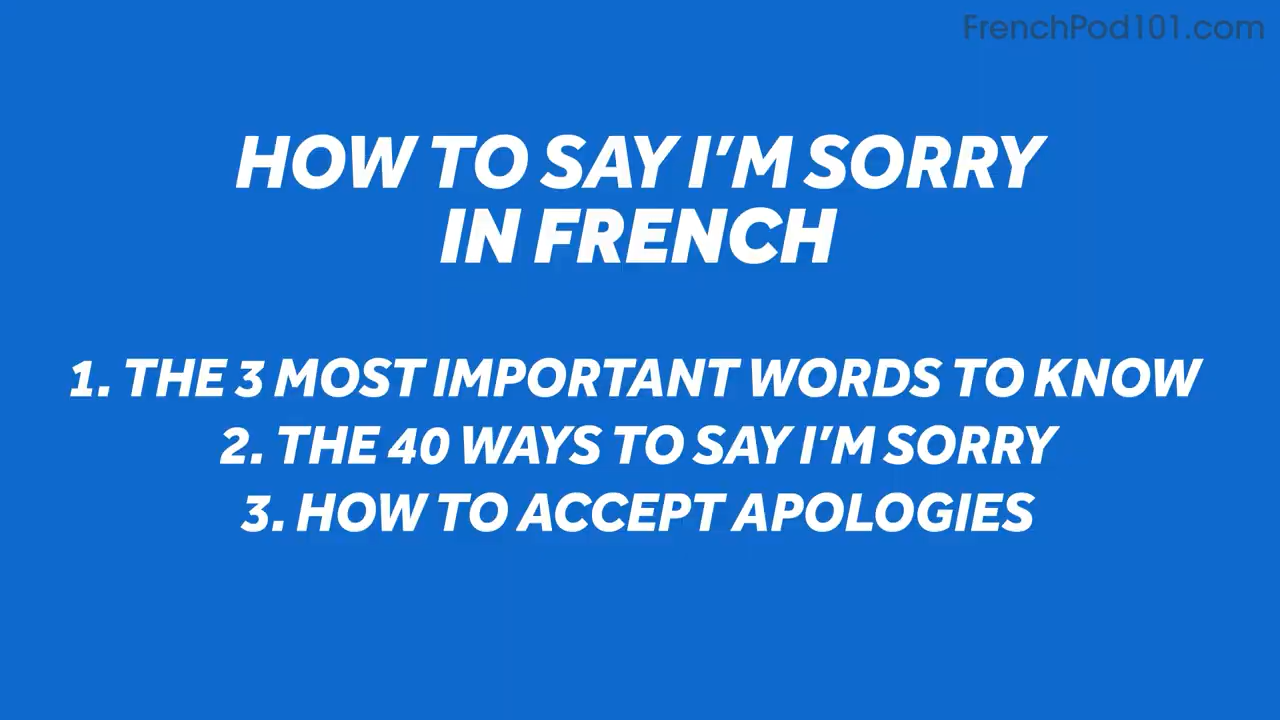 FrenchPod101.com
HOW TO SAY I'M SORRY
IN FRENCH
1. THE 3 MOST IMPORTANT WORDS TO KNOW
2. THE 40 WAYS TO SAY I'M SORRY
3. HOW TO ACCEPT APOLOGIES